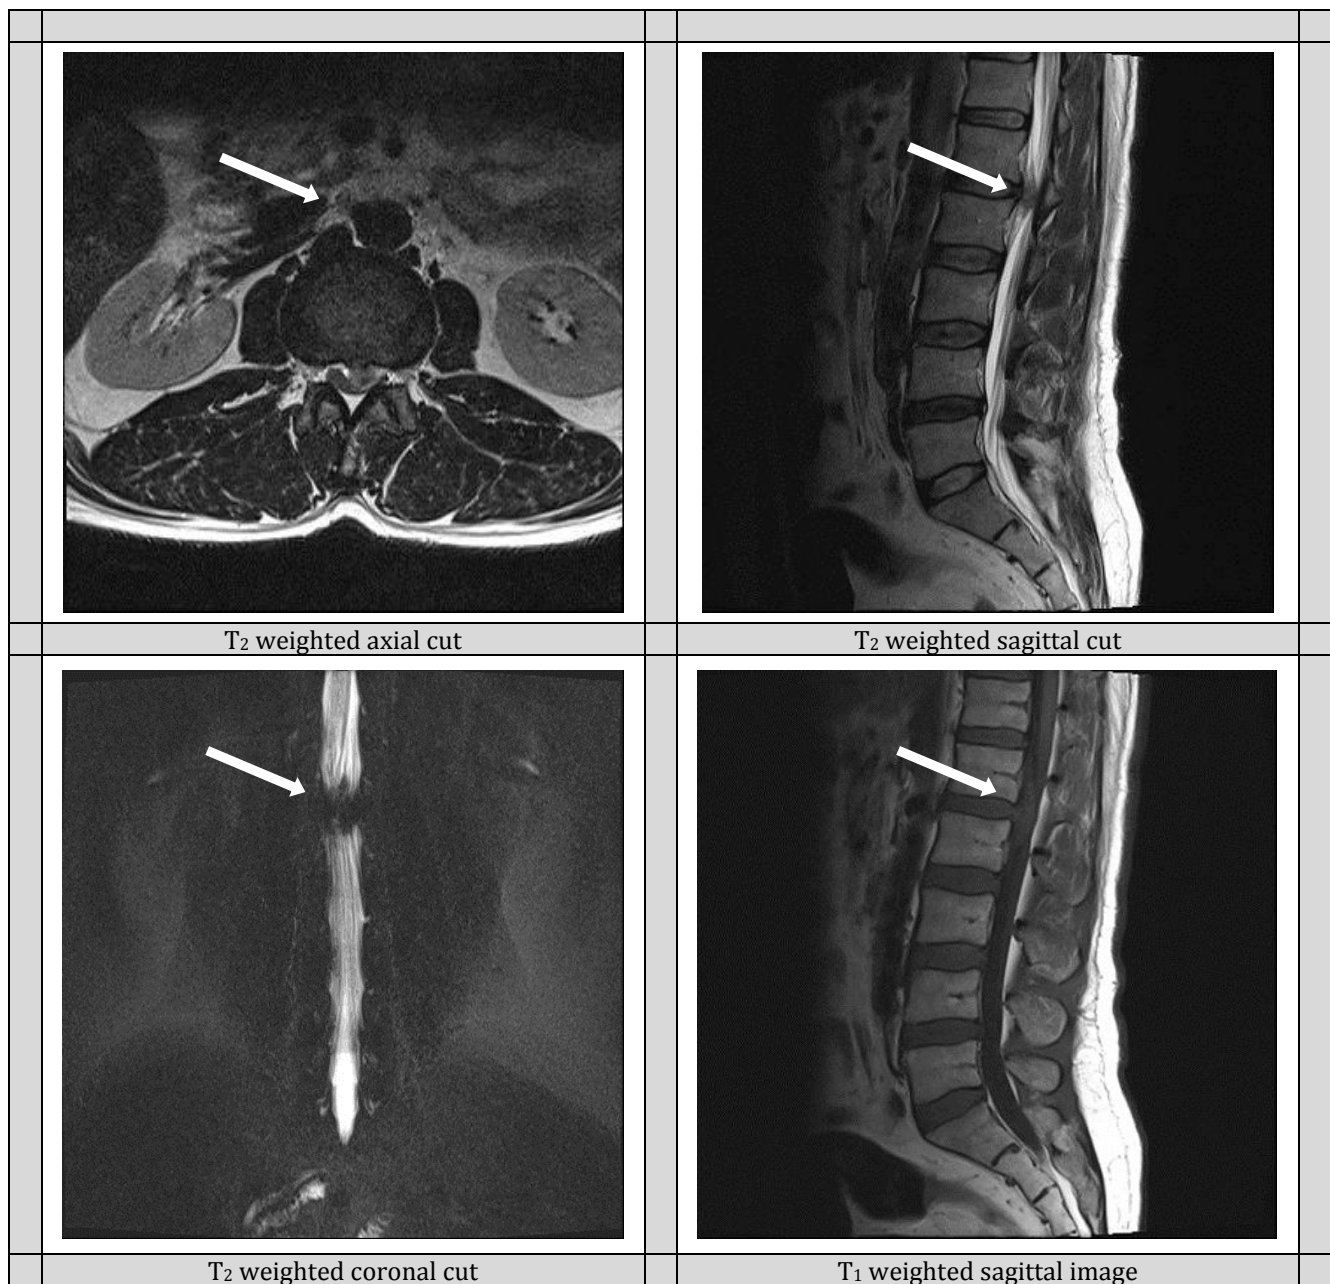 T₂ weighted axial cut
T₂ weighted sagittal cut
T₂ weighted coronal cut
T₁ weighted sagittal image